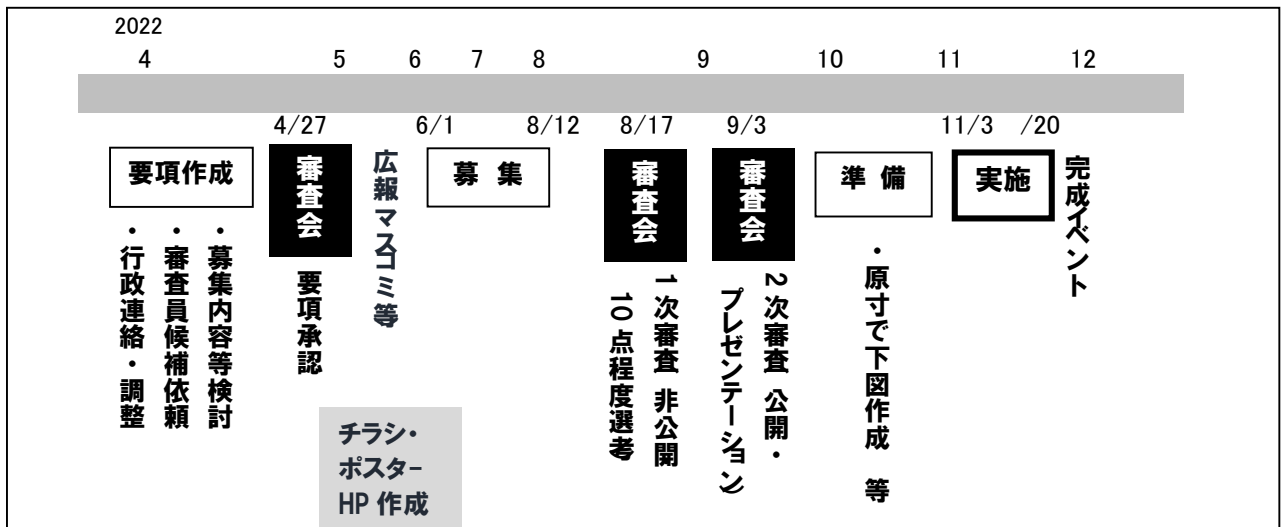 2022
4 5 6 7 8 9 10 11 12
4/27 6/1 8/12 8/17 9/3 11/3 /20
要項作成
・募集内容等検討
・審査員候補依頼
・行政連絡・調整
審査会
要項承認
広報マスコミ等
チラシ・
ポスター
HP 作成
募 集
審査会
1次審査 非公開
10点程度選考
審査会
2次審査 公開・
プレゼンテーション)
準 備
・原寸で下図作成 等
実施
完成イベント